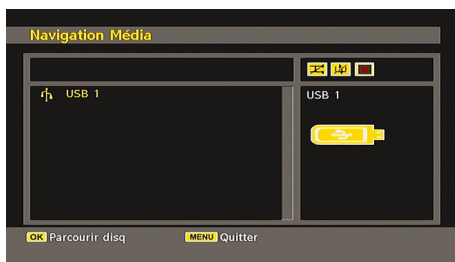 Navigation Média
USB 1
USB 1
OK Parcourir disq
MENU Quitter